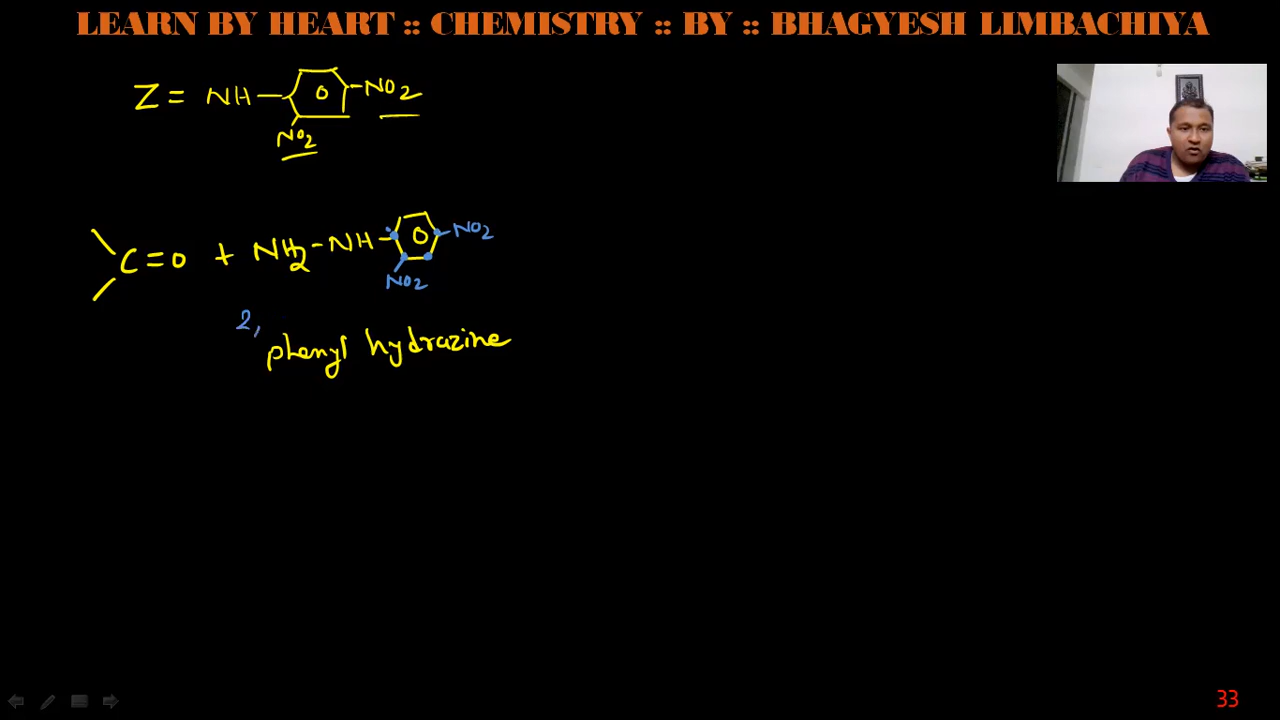 LEARN BY HEART :: CHEMISTRY :: BY :: BHAGYESH LIMBACHIYA
Z = NH - NO2
NO2
C=O + NH2-NH - NO2
NO2
2,
phenyl hydrazine
33